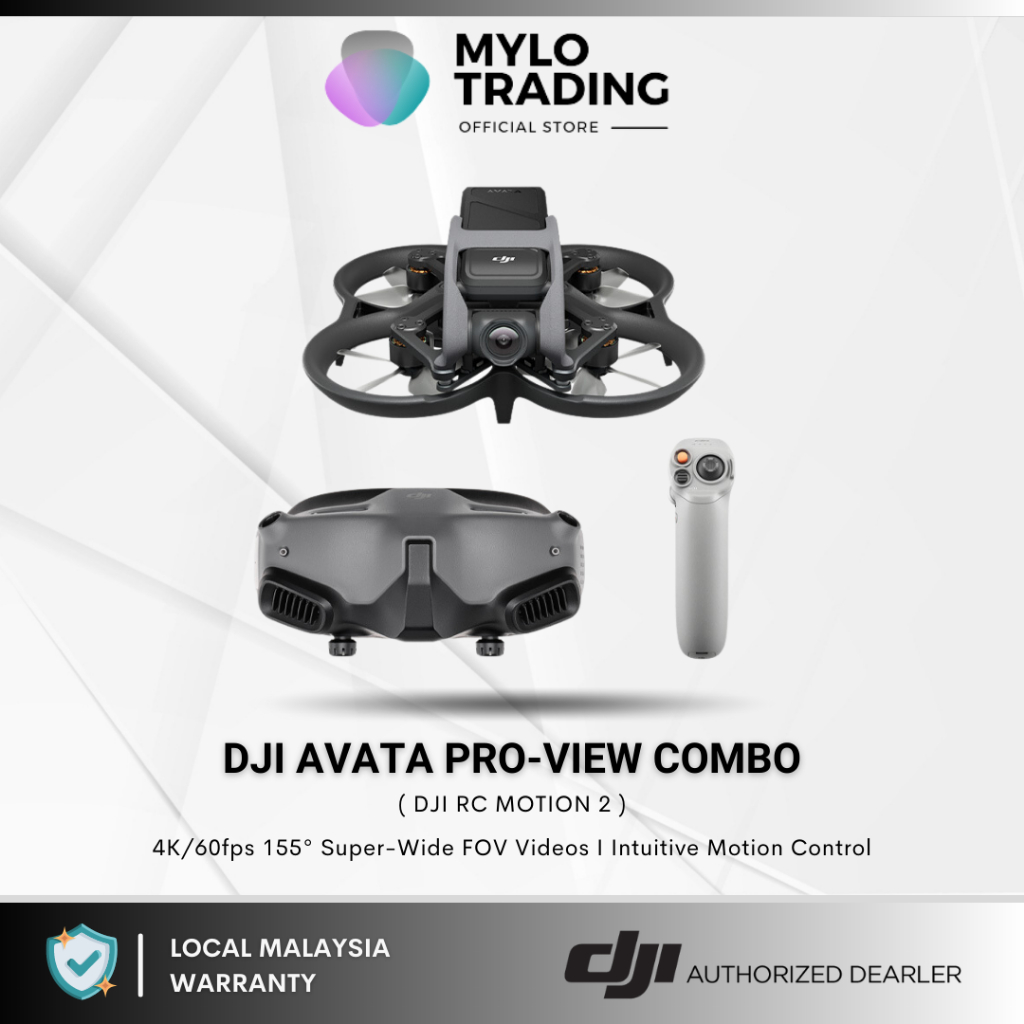 MYLO
TRADING
OFFICIAL STORE
dji
DJI AVATA PRO-VIEW COMBO
( DJI RC MOTION 2 )
4K/60fps 155° Super-Wide FOV Videos I Intuitive Motion Control
LOCAL MALAYSIA
WARRANTY
dji AUTHORIZED DEARLER